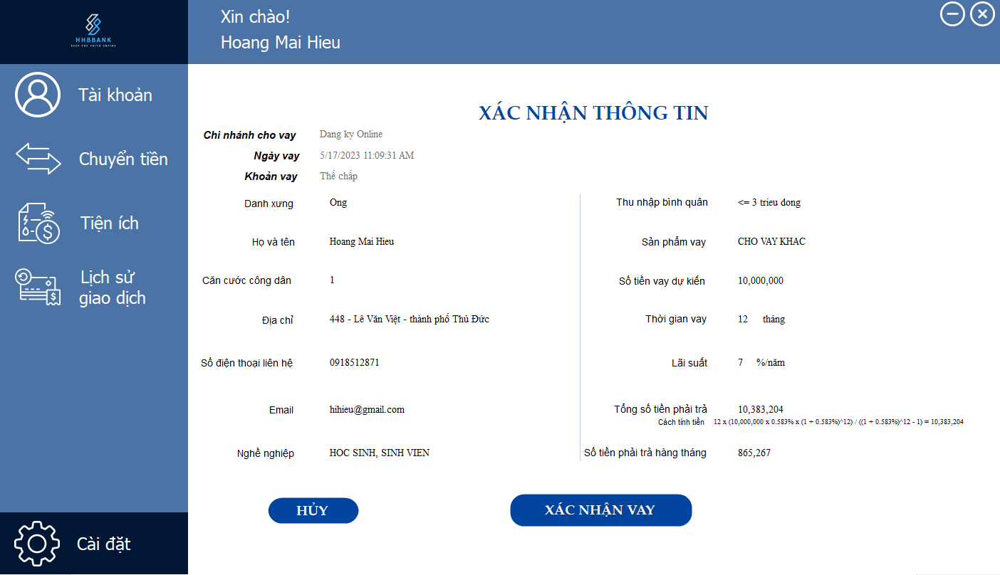 HHBBANK
KEEP THE FAITH ENTIRE
Xin chào!
Hoang Mai Hieu
Tài khoản
Chuyển tiền
Tiện ích
Lịch sử
giao dịch
Cài đặt
XÁC NHẬN THÔNG TIN
Chi nhánh cho vay Dang ky Online
Ngày vay 5/17/2023 11:09:31 AM
Khoản vay Thế chấp
Danh xưng Ong
Họ và tên Hoang Mai Hieu
Căn cước công dân 1
Địa chỉ 448 - Lê Văn Việt - thành phố Thủ Đức
Số điện thoại liên hệ 0918512871
Email hihieu@gmail.com
Nghề nghiệp HOC SINH, SINH VIEN
Thu nhập bình quân <= 3 trieu dong
Sản phẩm vay CHO VAY KHAC
Số tiền vay dự kiến 10,000,000
Thời gian vay 12 tháng
Lãi suất 7 %/năm
Tổng số tiền phải trả 10,383,204
Cách tính tiền 12 x (10,000,000 x 0.583% x (1 + 0.583%)^12) / ((1 + 0.583%)^12 - 1) = 10,383,204
Số tiền phải trả hàng tháng 865,267
HỦY
XÁC NHẬN VAY